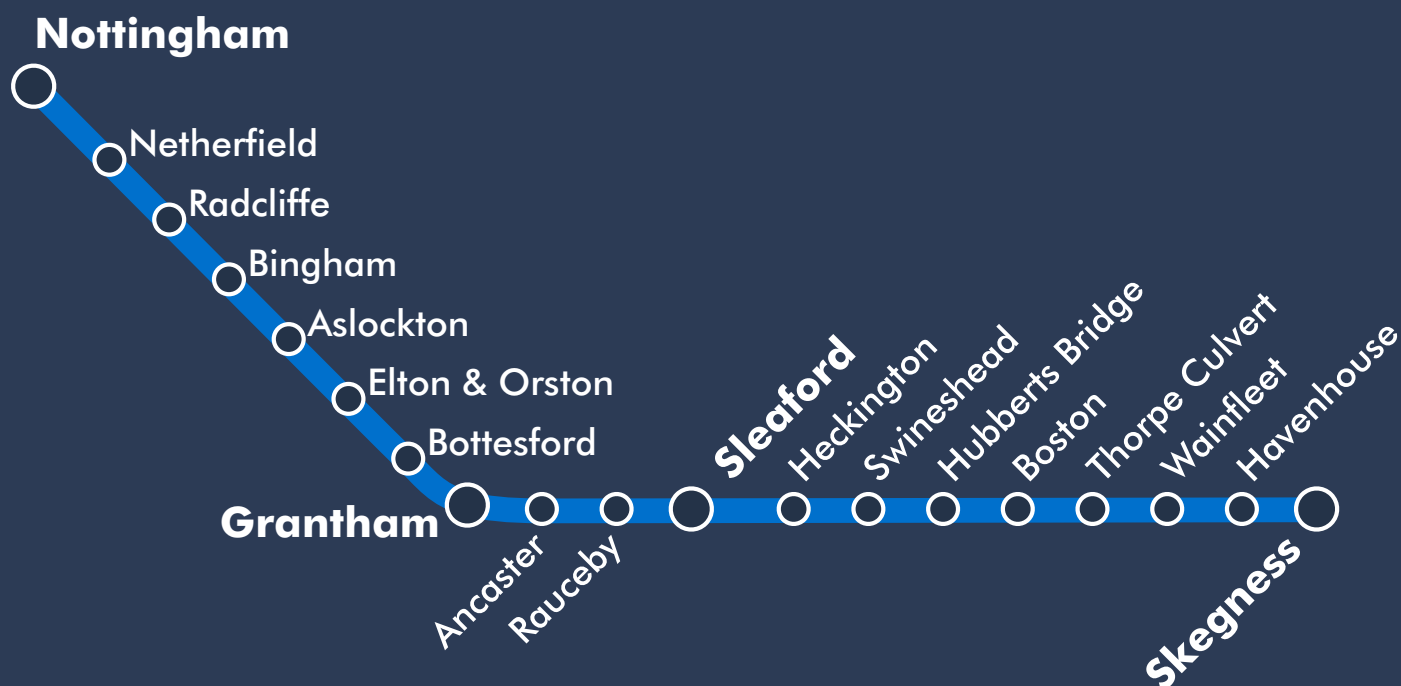 Nottingham
Netherfield
Radcliffe
Bingham
Aslockton
Elton & Orston
Bottesford
Grantham
Ancaster
Rauceby
Sleaford
Heckington
Swineshead
Hubberts Bridge
Boston
Thorpe Culvert
Wainfleet
Havenhouse
Skegness